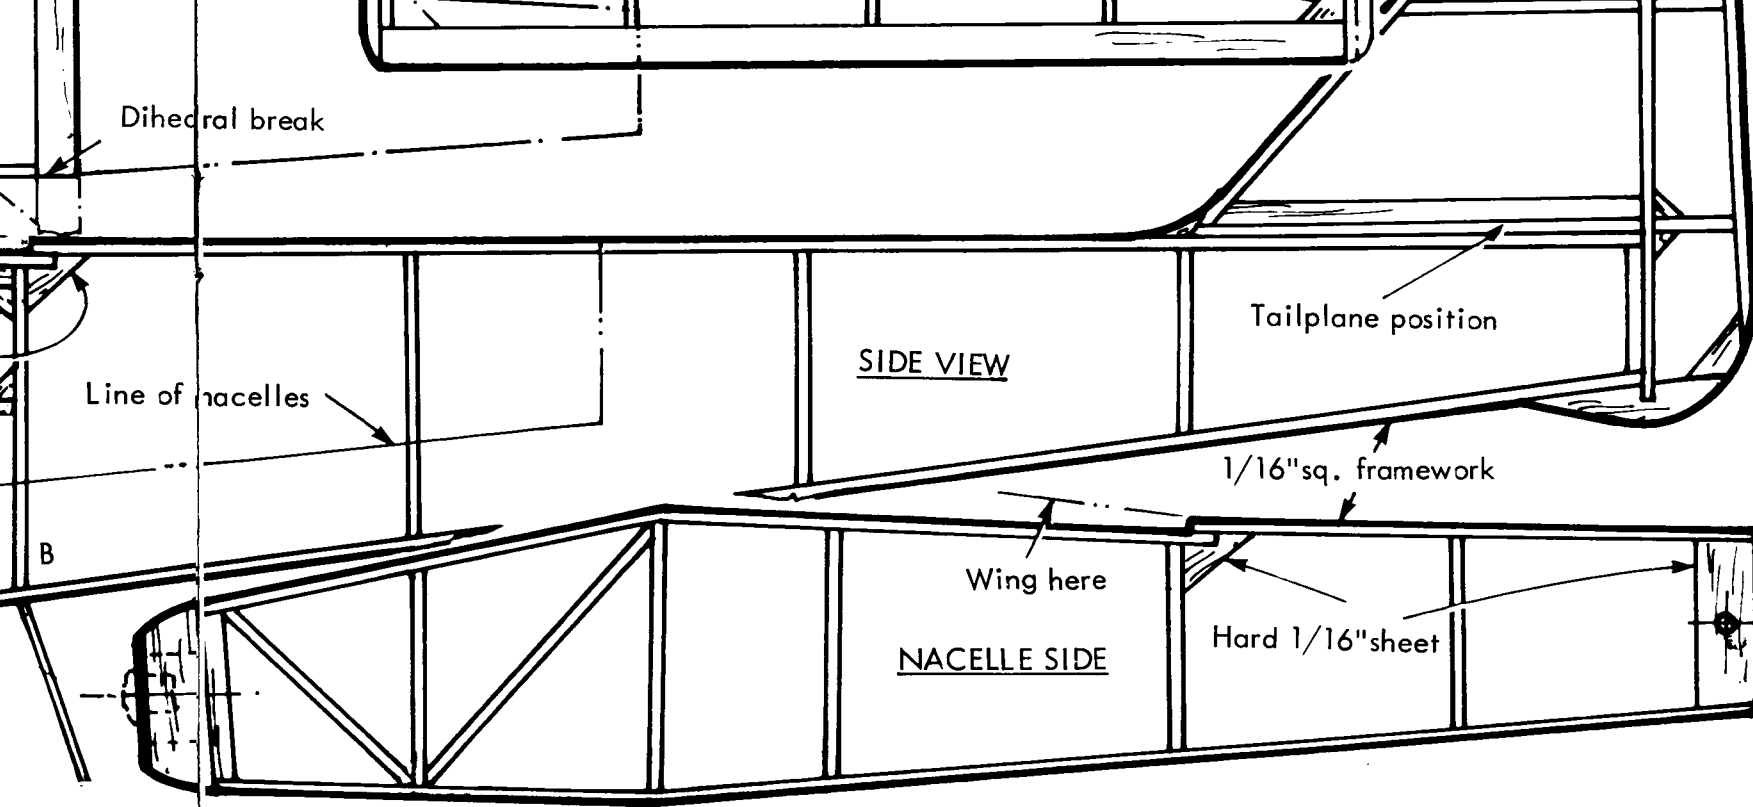 Dihedral break
Tailplane position
SIDE VIEW
Line of nacelles
1/16"sq. framework
B
Wing here
Hard 1/16"sheet
NACELLE SIDE